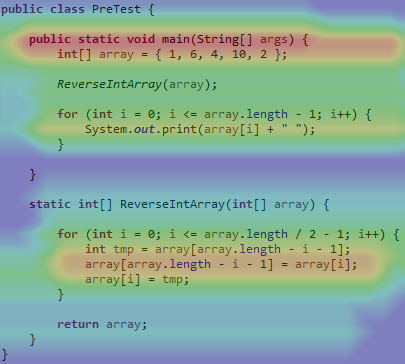 public class PreTest {
public static void main(String[] args) {
int[] array = { 1, 6, 4, 10, 2 };
ReverseIntArray(array);
for (int i = 0; i <= array.length - 1; i++) {
System.out.print(array[i] + " ");
}
}
static int[] ReverseIntArray(int[] array) {
for (int i = 0; i <= array.length / 2 - 1; i++) {
int tmp = array[array.length - i - 1];
array[array.length - i - 1] = array[i];
array[i] = tmp;
}
return array;
}
}